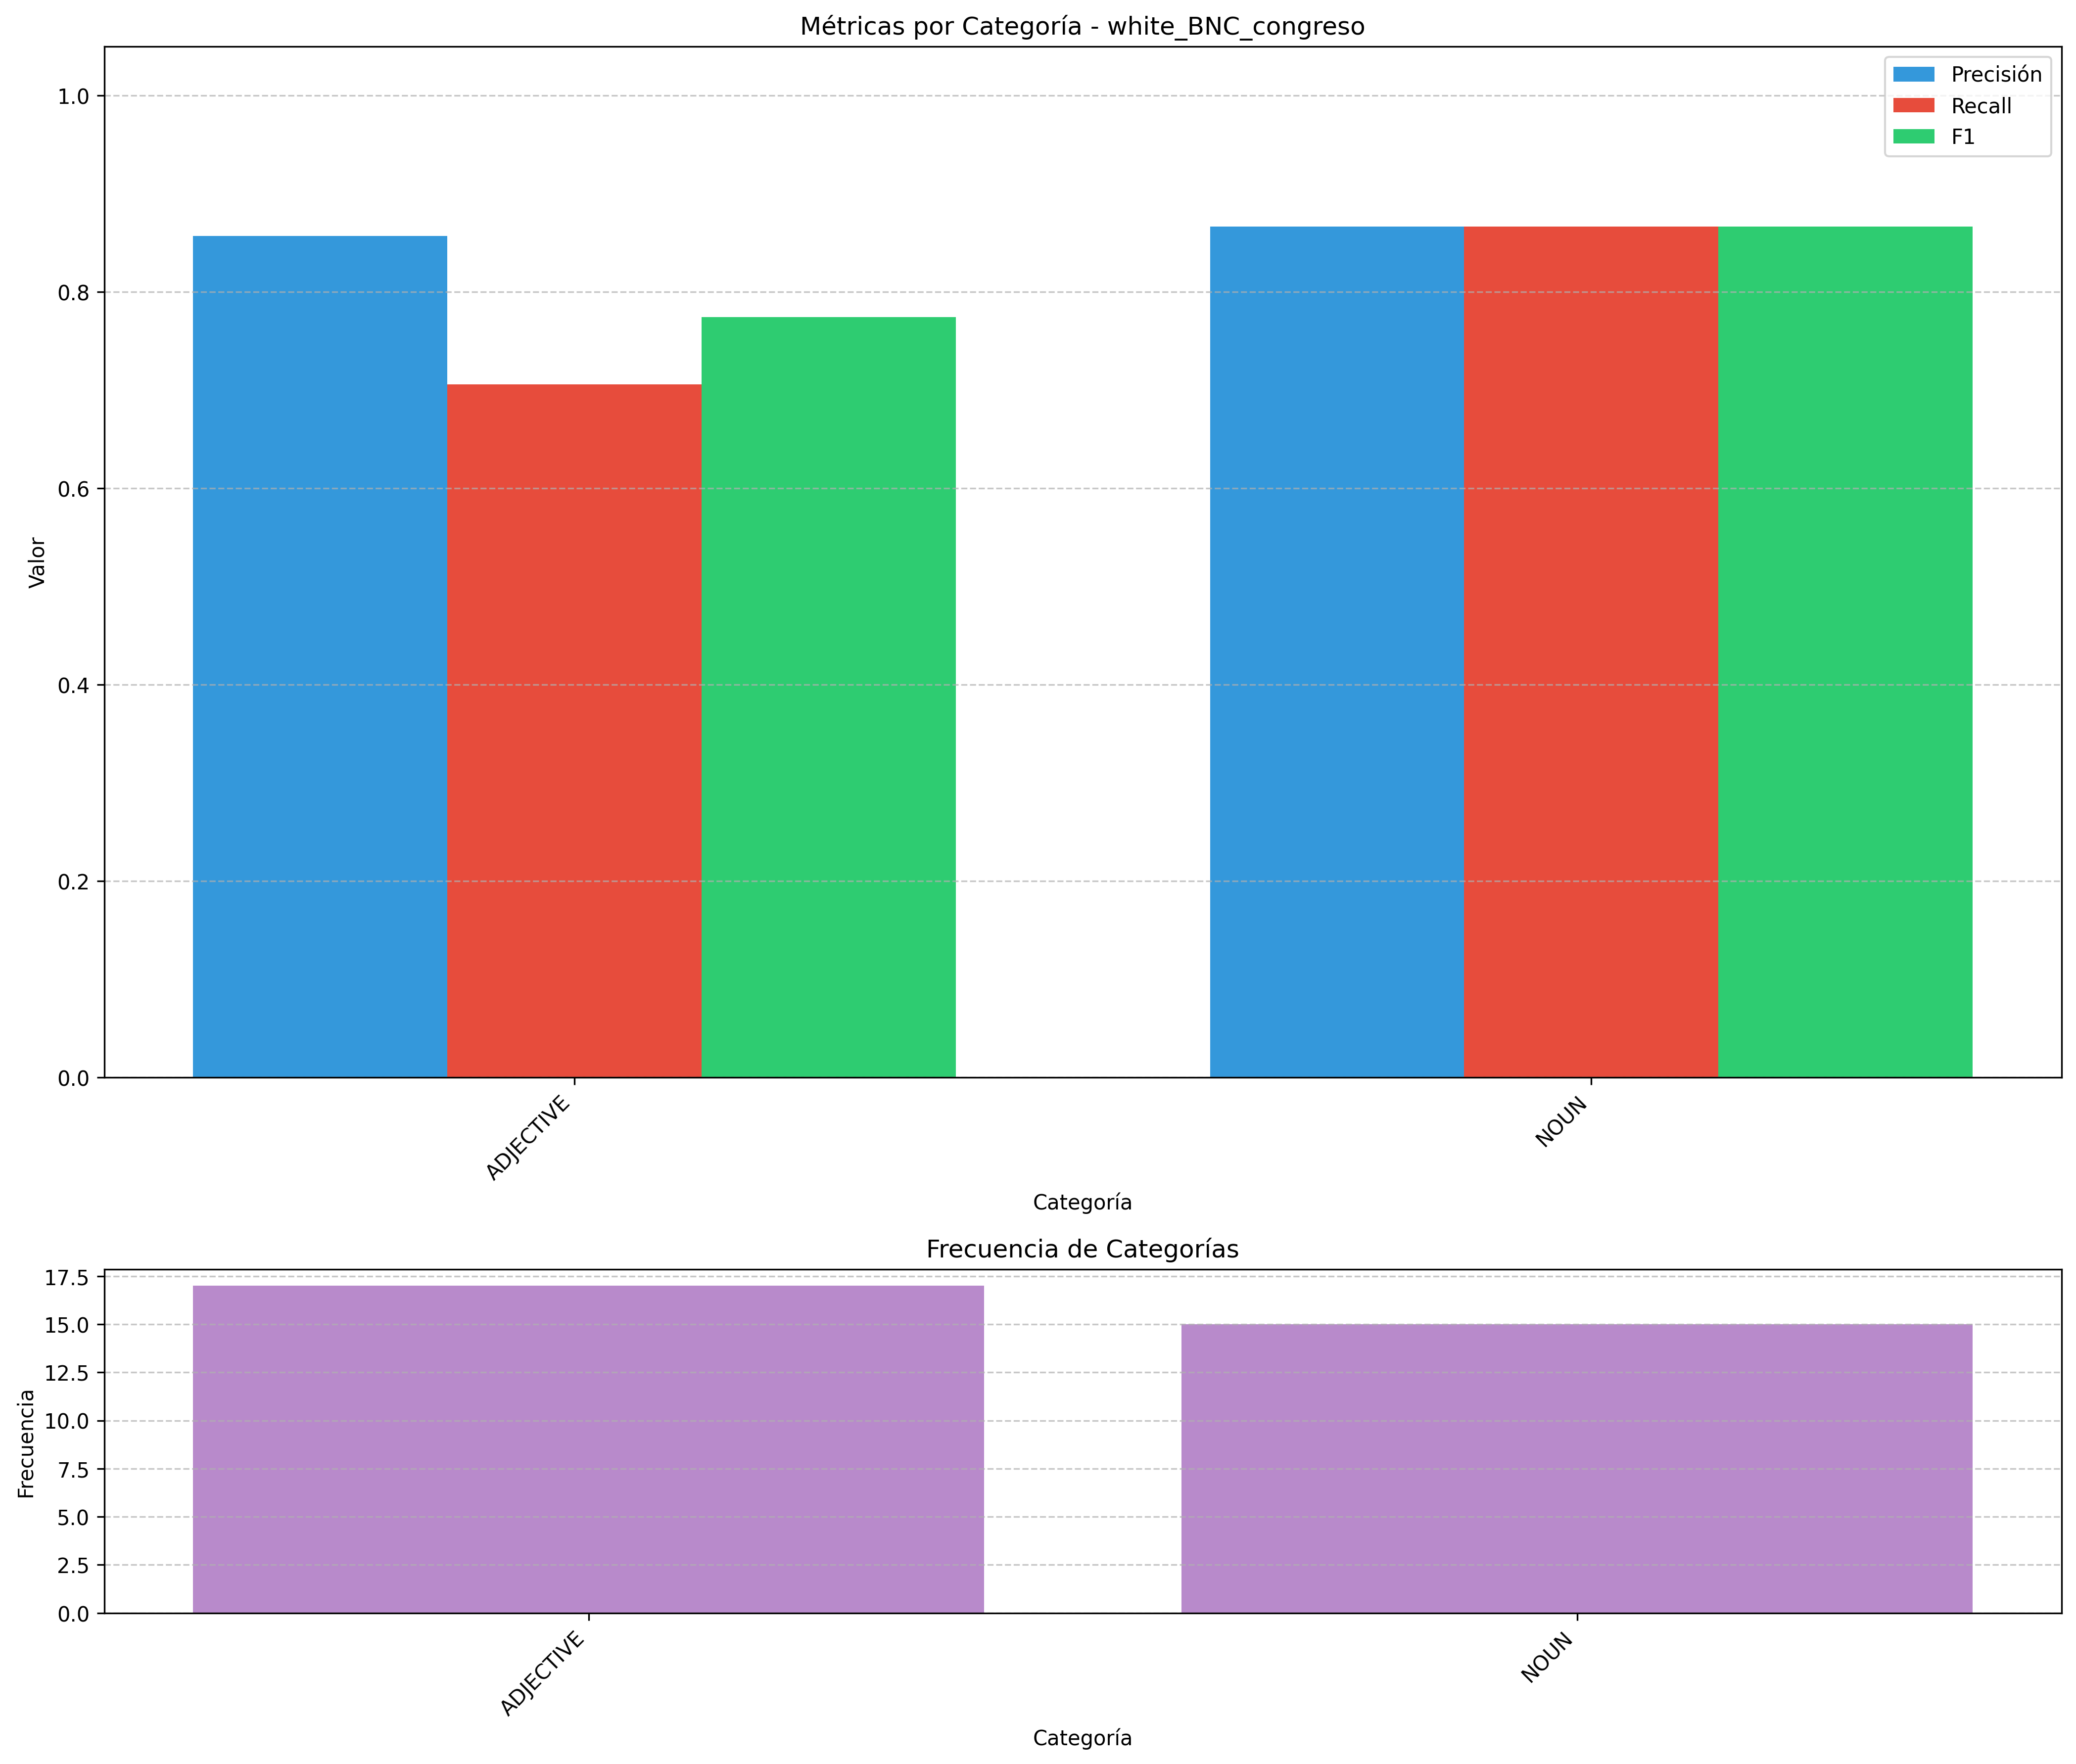 Métricas por Categoría - white_BNC_congreso
Precisión
Recall
F1
1.0
0.8
0.6
0.4
0.2
0.0
Valor
ADJECTIVE
NOUN
Categoría
Frecuencia de Categorías
17.5
15.0
12.5
10.0
7.5
5.0
2.5
0.0
Frecuencia
ADJECTIVE
NOUN
Categoría